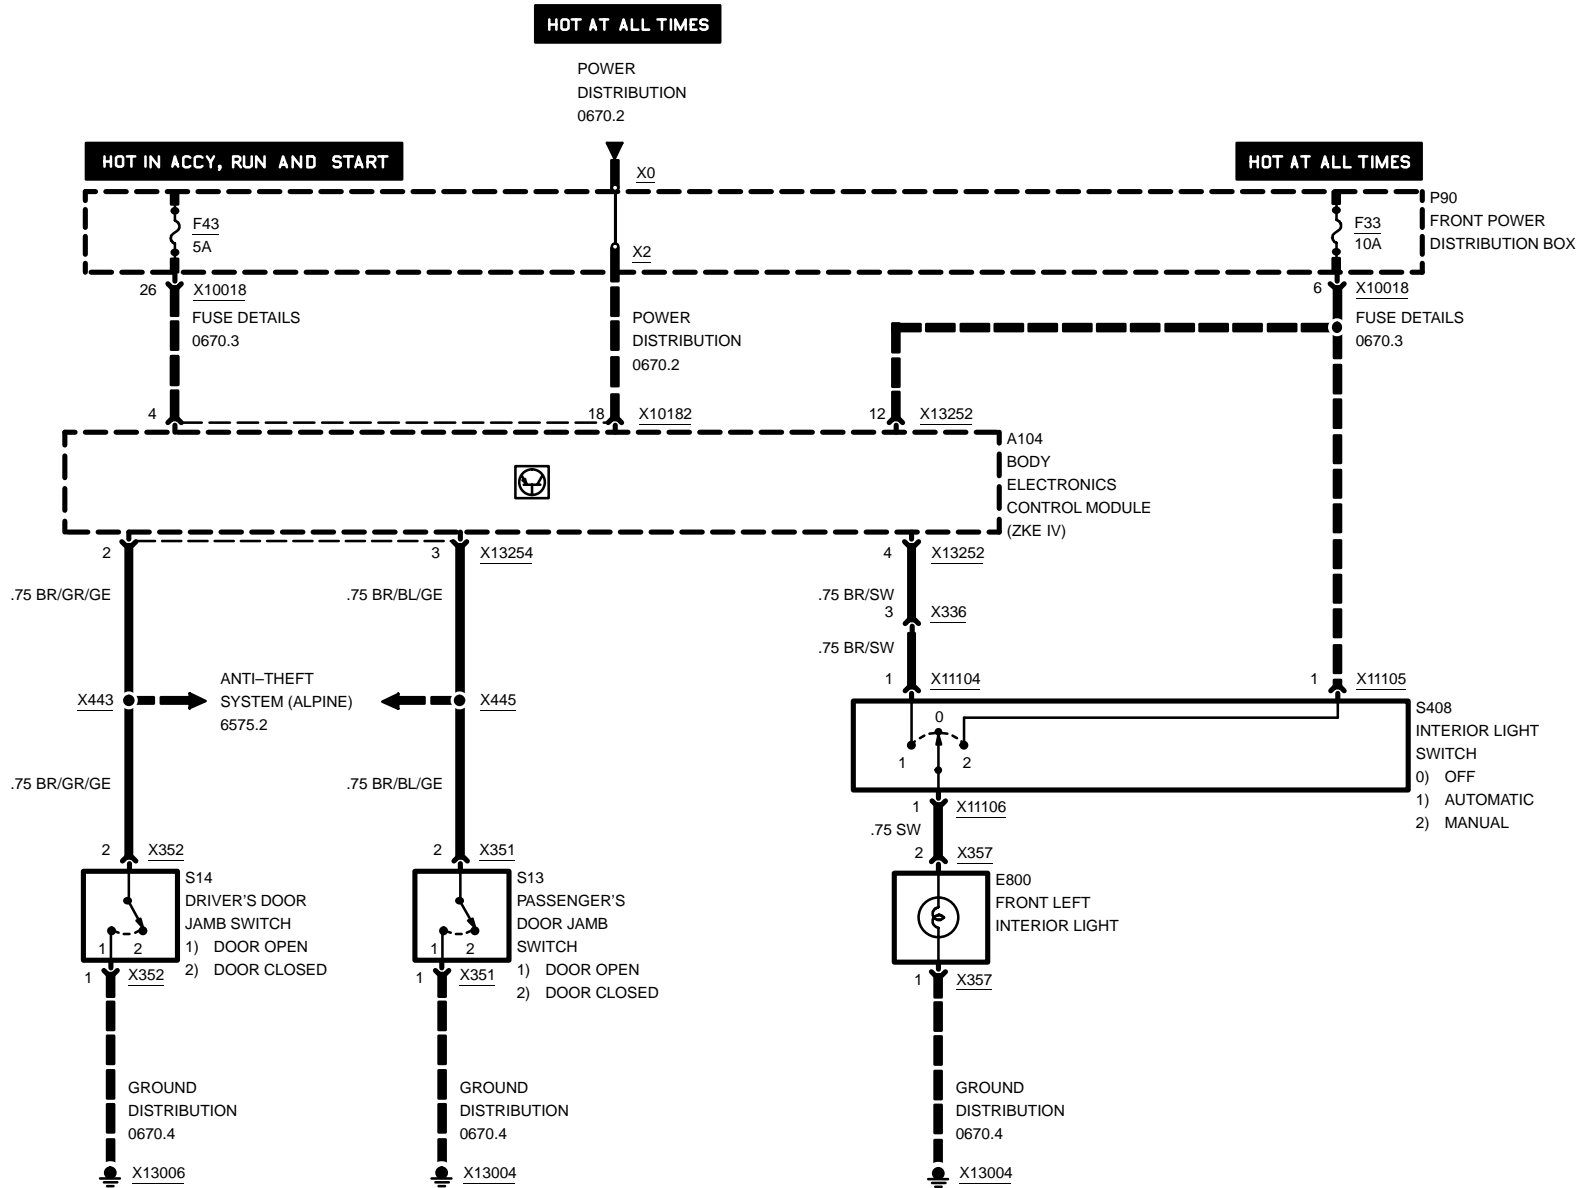 HOT AT ALL TIMES
POWER
DISTRIBUTION
0670.2
HOT IN ACCY, RUN AND START
HOT AT ALL TIMES
X0
F43
5A
X2
F33
10A
P90
FRONT POWER
DISTRIBUTION BOX
26
X10018
FUSE DETAILS
0670.3
POWER
DISTRIBUTION
0670.2
6
X10018
FUSE DETAILS
0670.3
4
18
X10182
12
X13252
A104
BODY
ELECTRONICS
CONTROL MODULE
(ZKE IV)
2
3
X13254
4
X13252
.75 BR/GR/GE
.75 BR/BL/GE
.75 BR/SW
3
X336
.75 BR/SW
X443
ANTI–THEFT
SYSTEM (ALPINE)
6575.2
X445
1
X11104
1
X11105
0
1
2
S408
INTERIOR LIGHT
SWITCH
0) OFF
1) AUTOMATIC
2) MANUAL
.75 BR/GR/GE
.75 BR/BL/GE
1
X11106
.75 SW
2
X352
2
X351
2
X357
1
2
S14
DRIVER'S DOOR
JAMB SWITCH
1) DOOR OPEN
2) DOOR CLOSED
1
2
S13
PASSENGER'S
DOOR JAMB
SWITCH
1) DOOR OPEN
2) DOOR CLOSED
E800
FRONT LEFT
INTERIOR LIGHT
1
X352
1
X351
1
X357
GROUND
DISTRIBUTION
0670.4
GROUND
DISTRIBUTION
0670.4
GROUND
DISTRIBUTION
0670.4
X13006
X13004
X13004